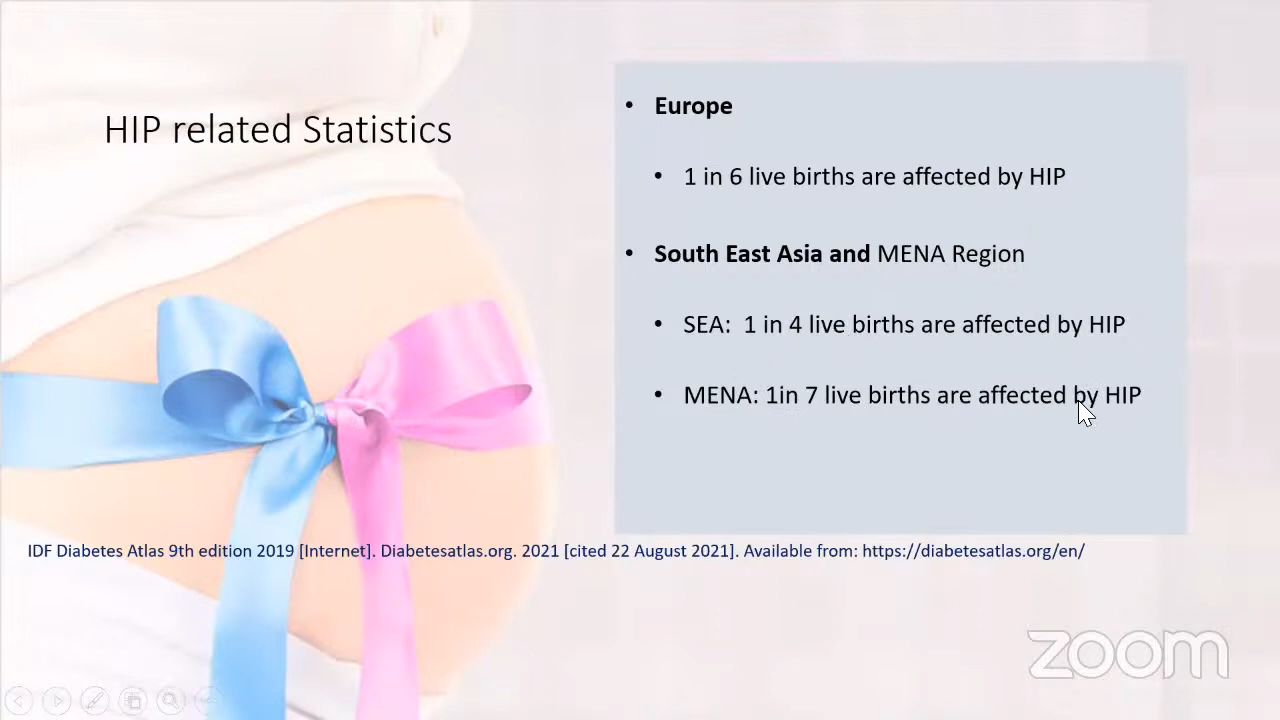 HIP related Statistics
• Europe
• 1 in 6 live births are affected by HIP
• South East Asia and MENA Region
• SEA:  1 in 4 live births are affected by HIP
• MENA: 1in 7 live births are affected by HIP
IDF Diabetes Atlas 9th edition 2019 [Internet]. Diabetesatlas.org. 2021 [cited 22 August 2021]. Available from: https://diabetesatlas.org/en/
zoom